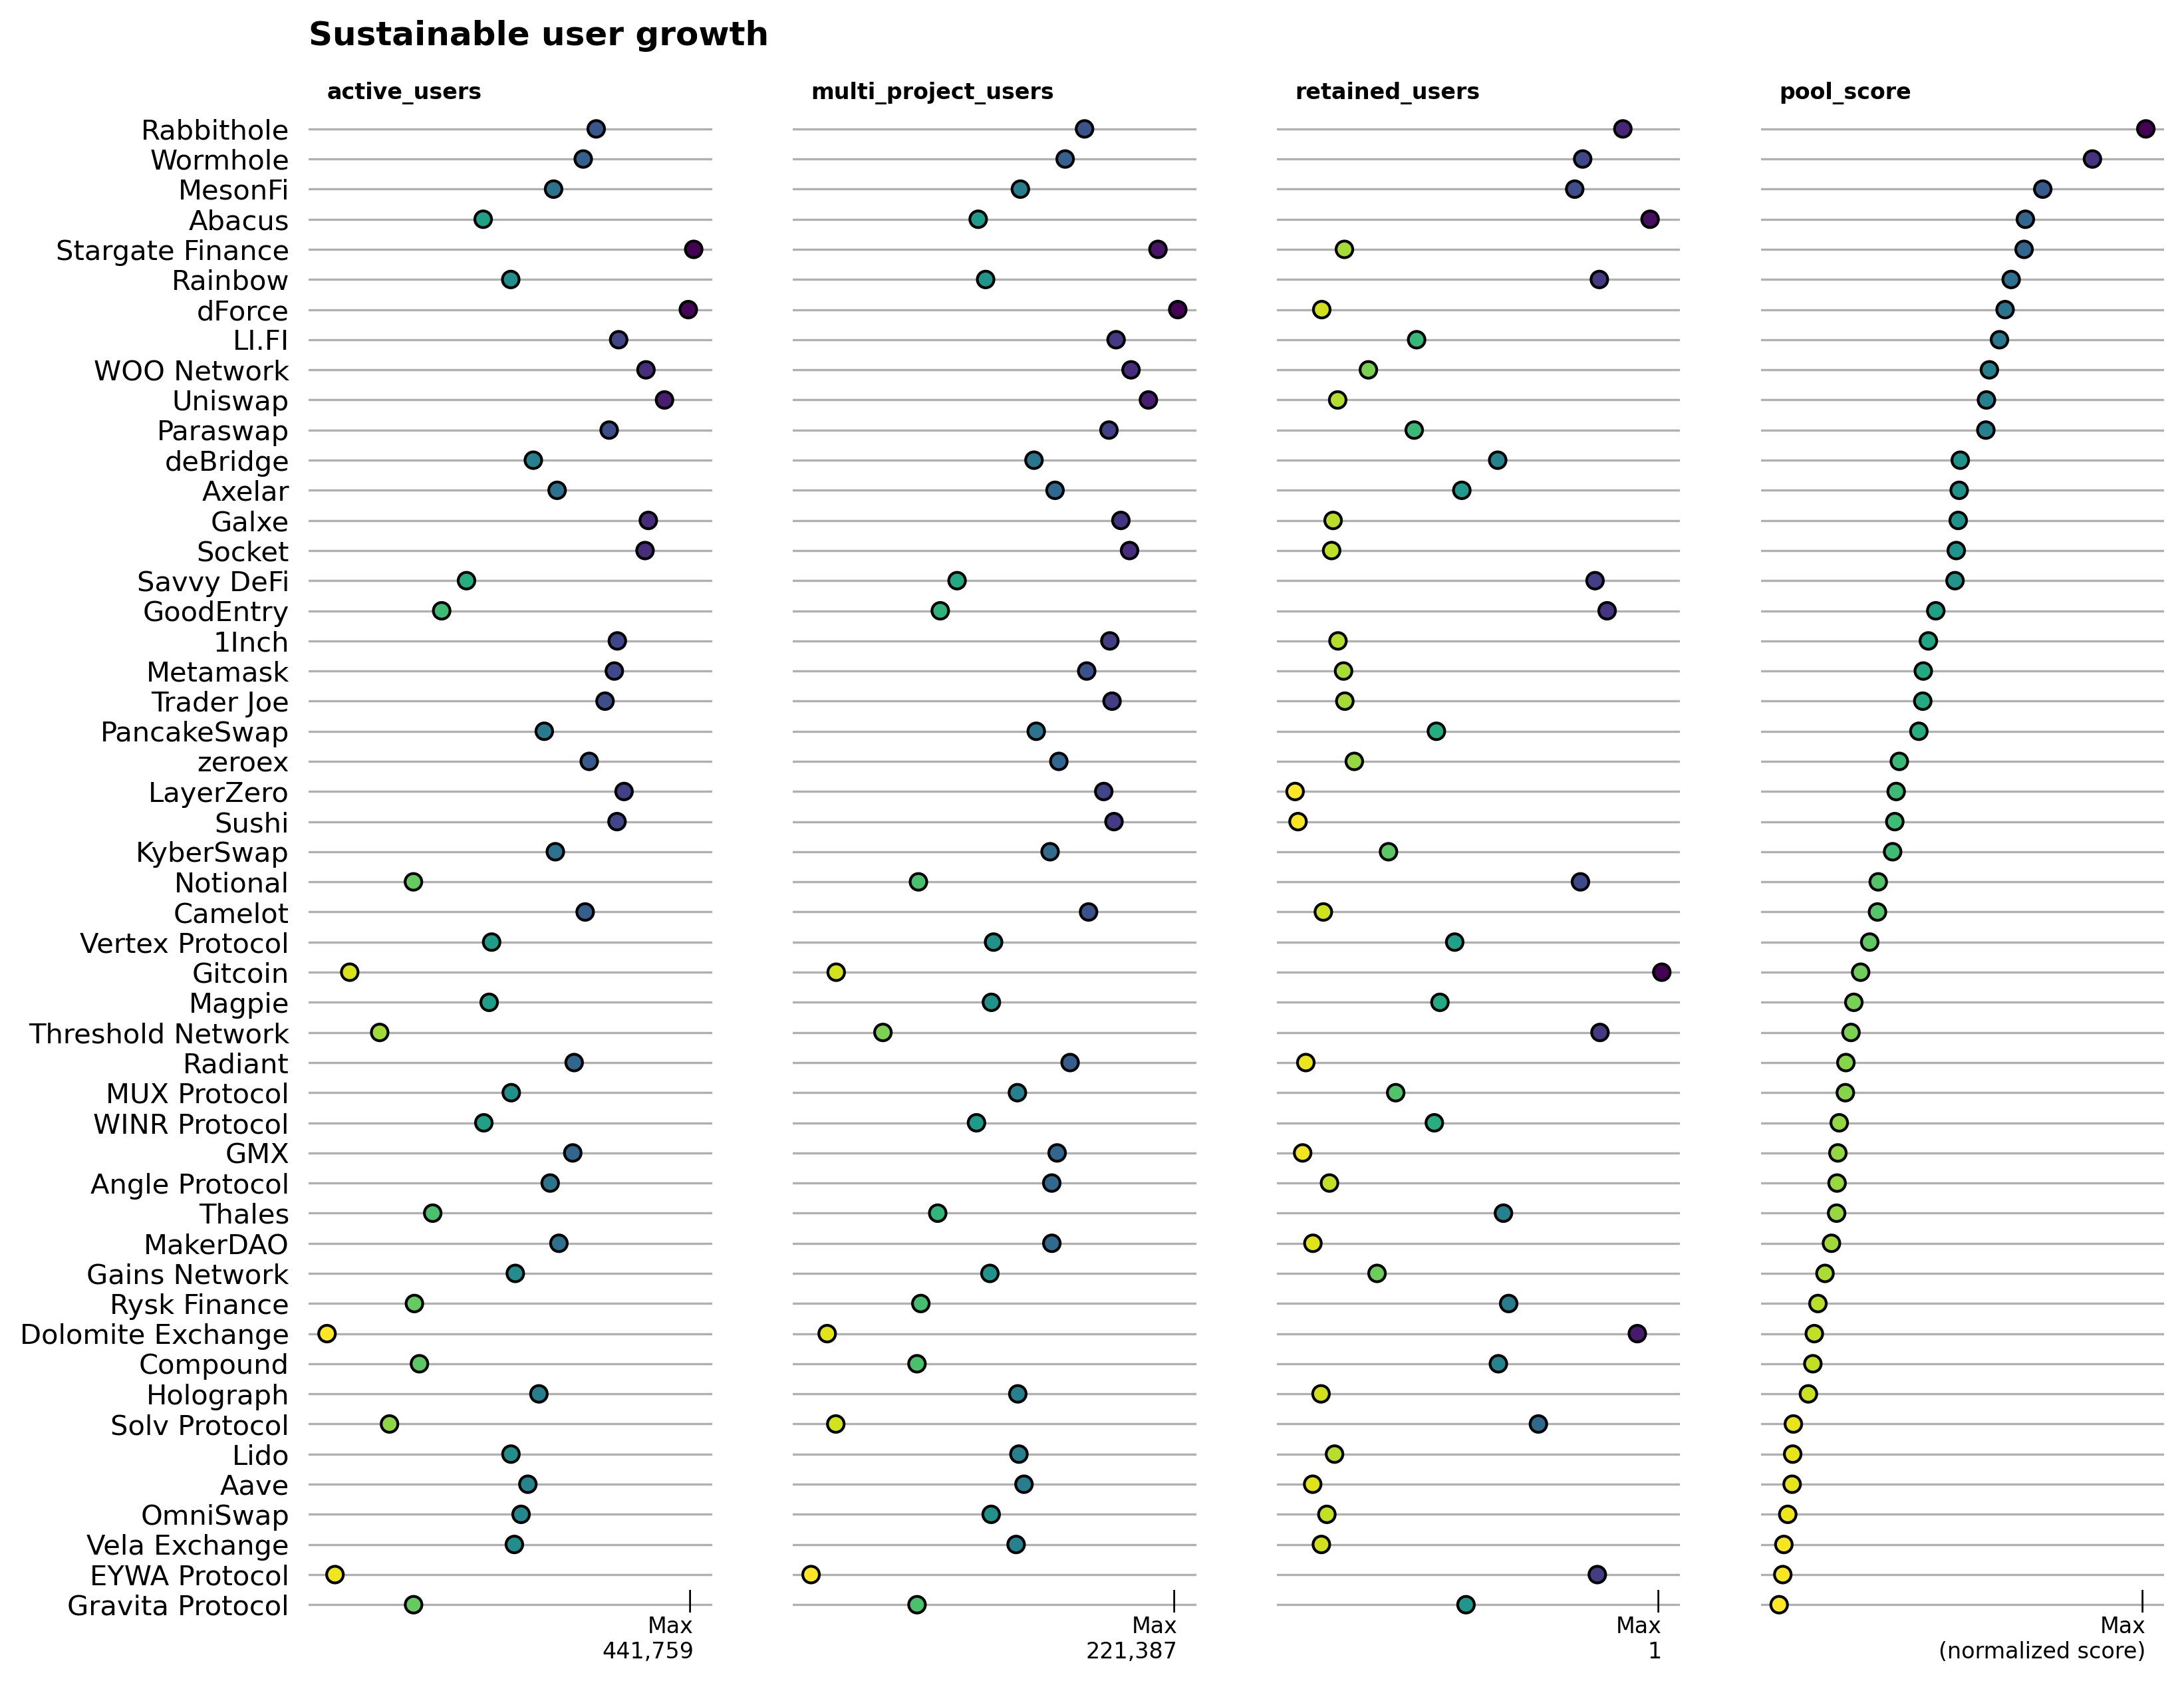 Sustainable user growth
active_users multi_project_users retained_users pool_score
Rabbithole
Wormhole
MesonFi
Abacus
Stargate Finance
Rainbow
dForce
LI.FI
WOO Network
Uniswap
Paraswap
deBridge
Axelar
Galxe
Socket
Savvy DeFi
GoodEntry
1Inch
Metamask
Trader Joe
PancakeSwap
zeroex
LayerZero
Sushi
KyberSwap
Notional
Camelot
Vertex Protocol
Gitcoin
Magpie
Threshold Network
Radiant
MUX Protocol
WINR Protocol
GMX
Angle Protocol
Thales
MakerDAO
Gains Network
Rysk Finance
Dolomite Exchange
Compound
Holograph
Solv Protocol
Lido
Aave
OmniSwap
Vela Exchange
EYWA Protocol
Gravita Protocol
Max Max Max Max
441,759 221,387 1 (normalized score)